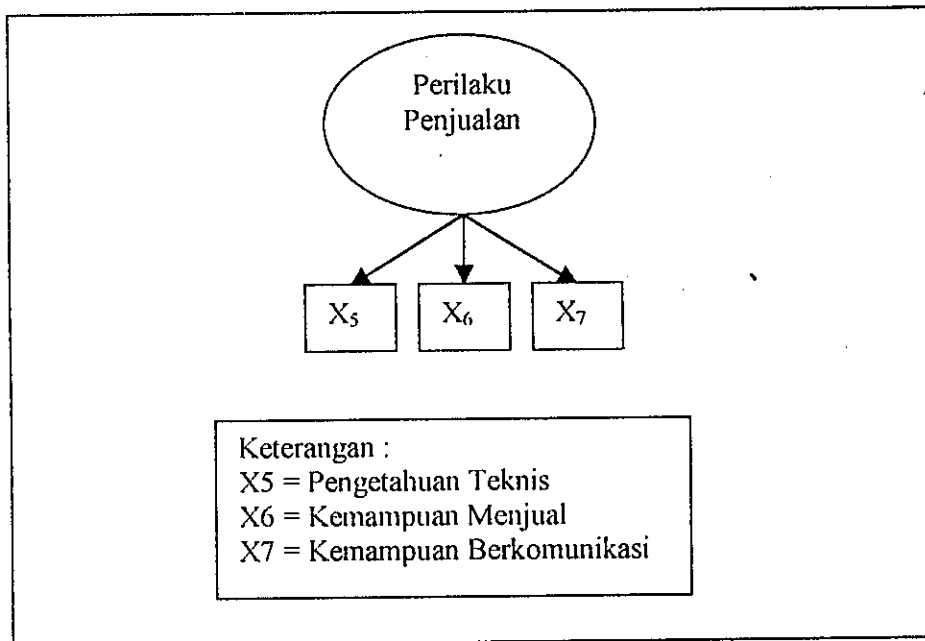 Perilaku
Penjualan
X₅ X₆ X₇
Keterangan :
X5 = Pengetahuan Teknis
X6 = Kemampuan Menjual
X7 = Kemampuan Berkomunikasi